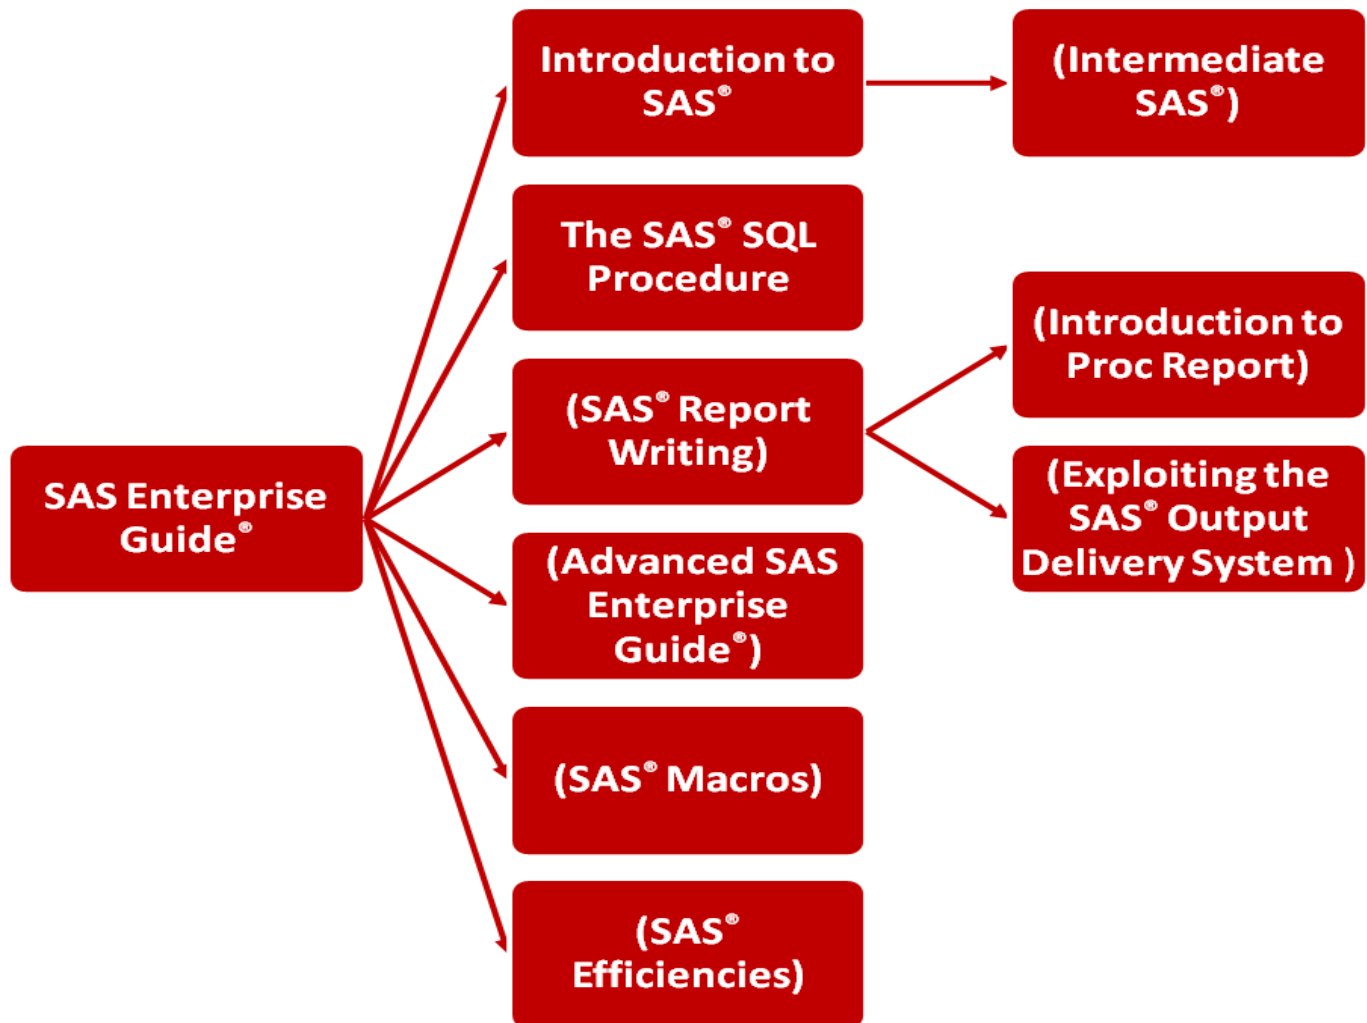 SAS Enterprise
Guide®
Introduction to
SAS®
The SAS® SQL
Procedure
(SAS® Report
Writing)
(Advanced SAS
Enterprise
Guide®)
(SAS® Macros)
(SAS®
Efficiencies)
(Intermediate
SAS®)
(Introduction to
Proc Report)
(Exploiting the
SAS® Output
Delivery System )